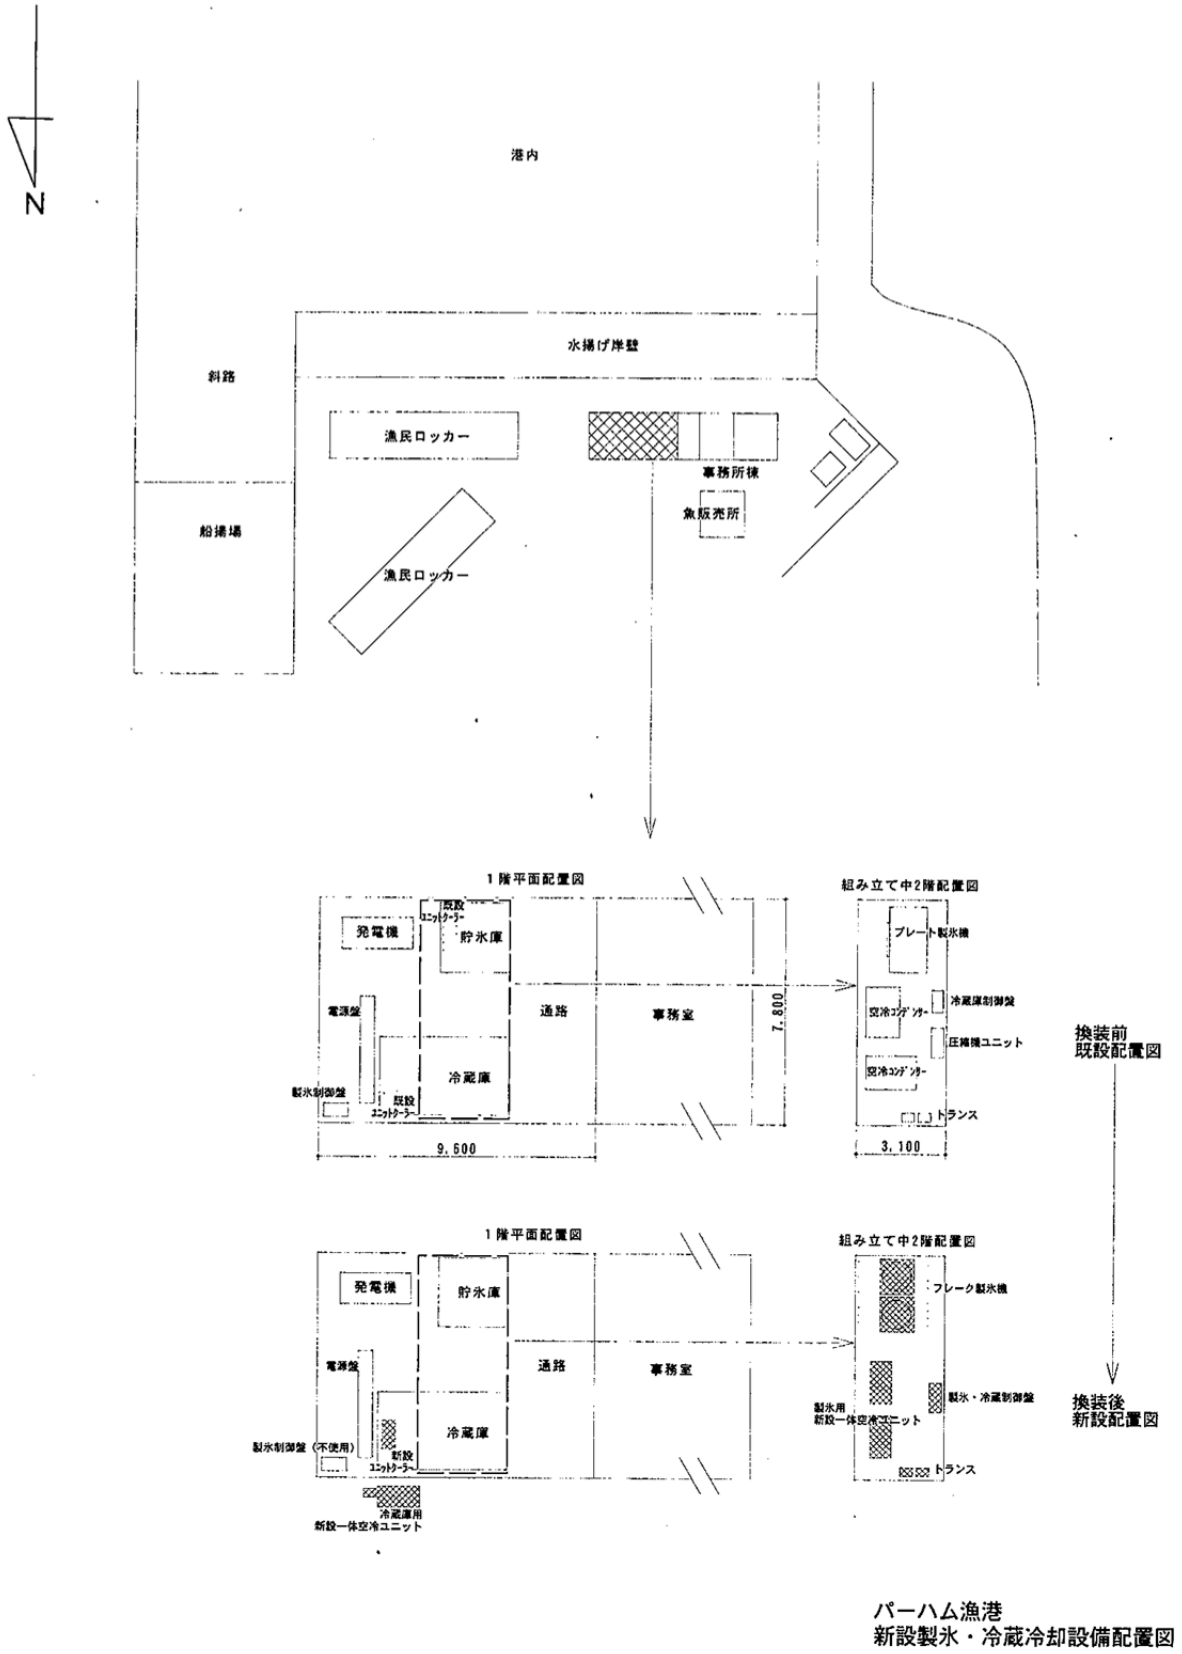 N
港内
水揚げ岸壁
斜路
漁民ロッカー
事務所棟
魚販売所
船揚場
漁民ロッカー
1階平面配置図
組み立て中2階配置図
既設
ユニットクーラー
発電機
貯氷庫
プレート製氷機
電源盤
通路
事務室
7,800
空冷コンデンサー
冷蔵庫制御盤
圧縮機ユニット
換装前
既設配置図
冷蔵庫
空冷コンデンサー
製氷制御盤
既設
ユニットクーラー
トランス
9,600
3,100
1階平面配置図
組み立て中2階配置図
発電機
貯氷庫
フレーク製氷機
電源盤
通路
事務室
製氷・冷蔵制御盤
換装後
新設配置図
製氷用
新設一体空冷ユニット
冷蔵庫
製氷制御盤(不使用)
新設
ユニットクーラー
トランス
冷蔵庫用
新設一体空冷ユニット
パーハム漁港
新設製氷・冷蔵冷却設備配置図